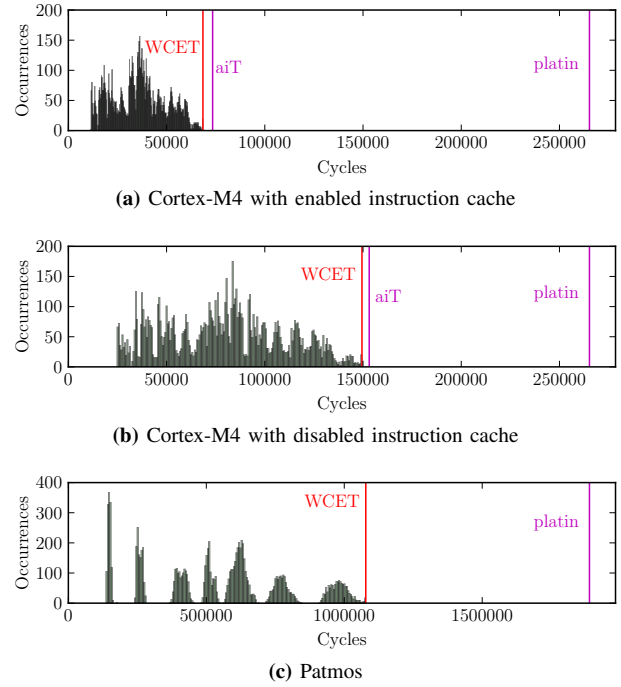 200
150
100
50
0
Occurrences
WCET
aiT
platin
0 50000 100000 150000 200000 250000
Cycles
(a) Cortex-M4 with enabled instruction cache
200
150
100
50
0
Occurrences
WCET
aiT
platin
0 50000 100000 150000 200000 250000
Cycles
(b) Cortex-M4 with disabled instruction cache
400
300
200
100
0
Occurrences
WCET
platin
500000 1000000 1500000
Cycles
(c) Patmos